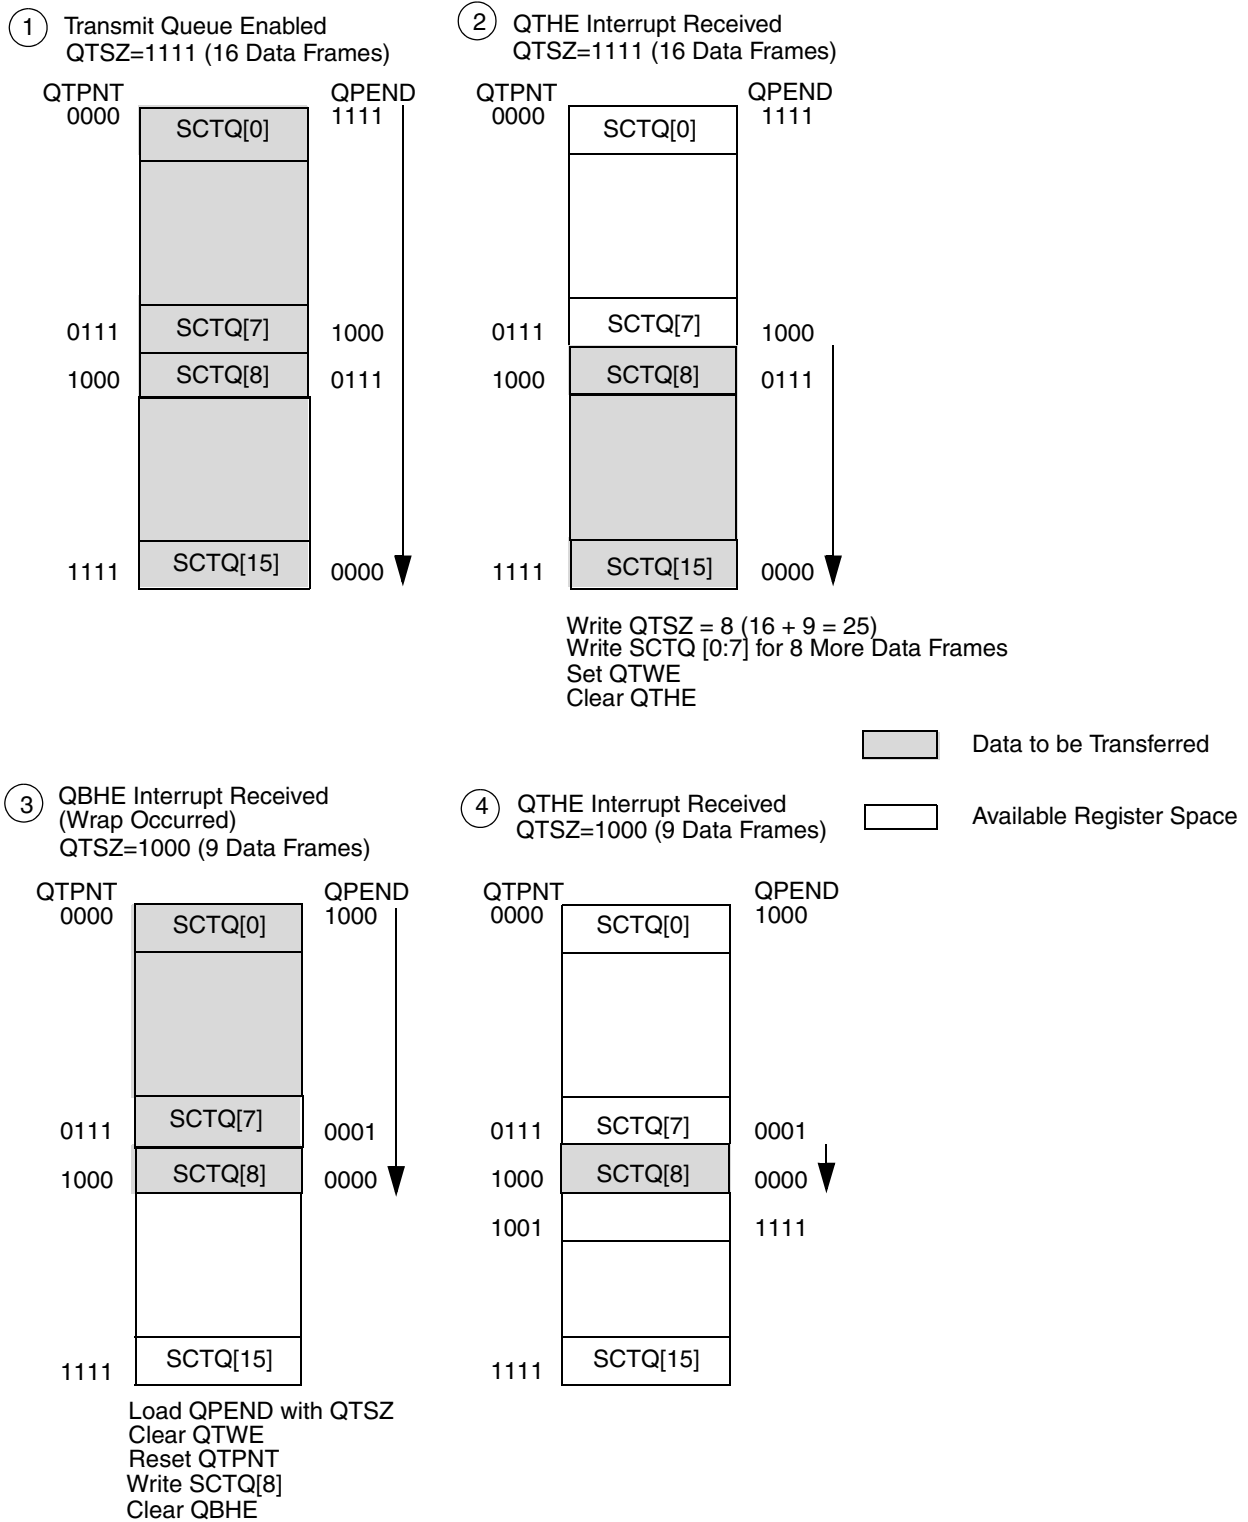 1 Transmit Queue Enabled
QTSZ=1111 (16 Data Frames)
QTPNT QPEND
0000 SCTQ[0] 1111
0111 SCTQ[7] 1000
1000 SCTQ[8] 0111
1111 SCTQ[15] 0000
2 QTHE Interrupt Received
QTSZ=1111 (16 Data Frames)
QTPNT QPEND
0000 SCTQ[0] 1111
0111 SCTQ[7] 1000
1000 SCTQ[8] 0111
1111 SCTQ[15] 0000
Write QTSZ = 8 (16 + 9 = 25)
Write SCTQ [0:7] for 8 More Data Frames
Set QTWE
Clear QTHE
Data to be Transferred
Available Register Space
3 QBHE Interrupt Received
(Wrap Occurred)
QTSZ=1000 (9 Data Frames)
QTPNT QPEND
0000 SCTQ[0] 1000
0111 SCTQ[7] 0001
1000 SCTQ[8] 0000
1111 SCTQ[15]
Load QPEND with QTSZ
Clear QTWE
Reset QTPNT
Write SCTQ[8]
Clear QBHE
4 QTHE Interrupt Received
QTSZ=1000 (9 Data Frames)
QTPNT QPEND
0000 SCTQ[0] 1000
0111 SCTQ[7] 0001
1000 SCTQ[8] 0000
1001 1111
1111 SCTQ[15]